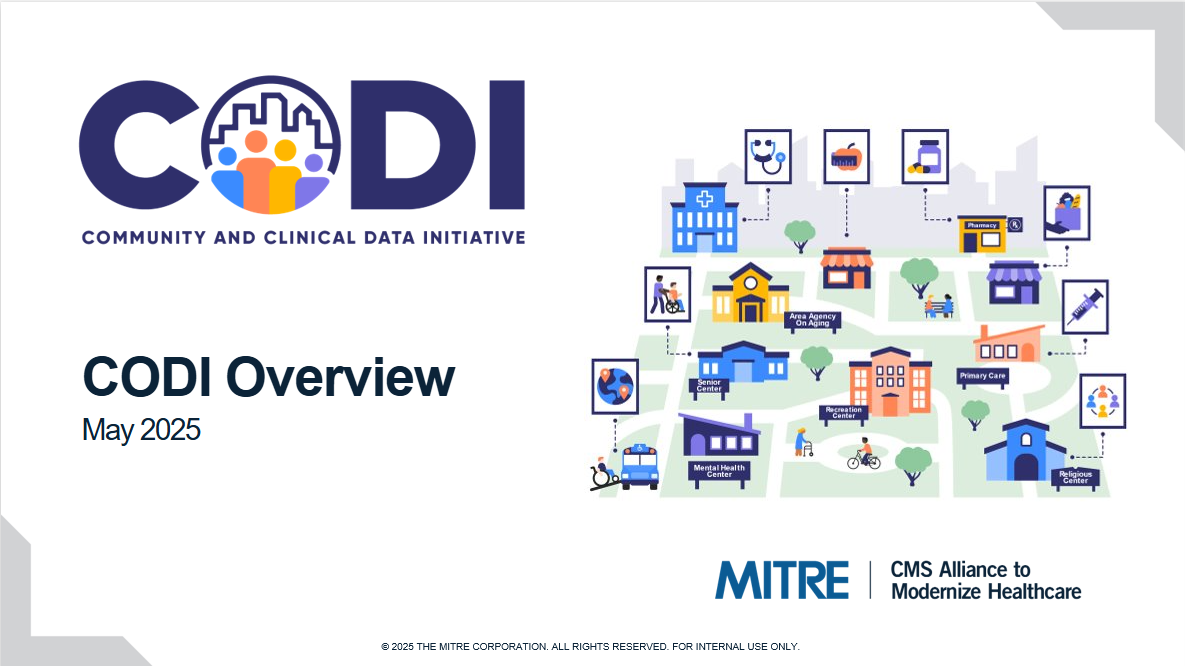 CODI
COMMUNITY AND CLINICAL DATA INITIATIVE
CODI Overview
May 2025
Pharmacy
Area Agency
On Aging
Senior
Center
Primary Care
Recreation
Center
Mental Health
Center
Religious
Center
MITRE
CMS Alliance to
Modernize Healthcare
© 2025 THE MITRE CORPORATION. ALL RIGHTS RESERVED. FOR INTERNAL USE ONLY.